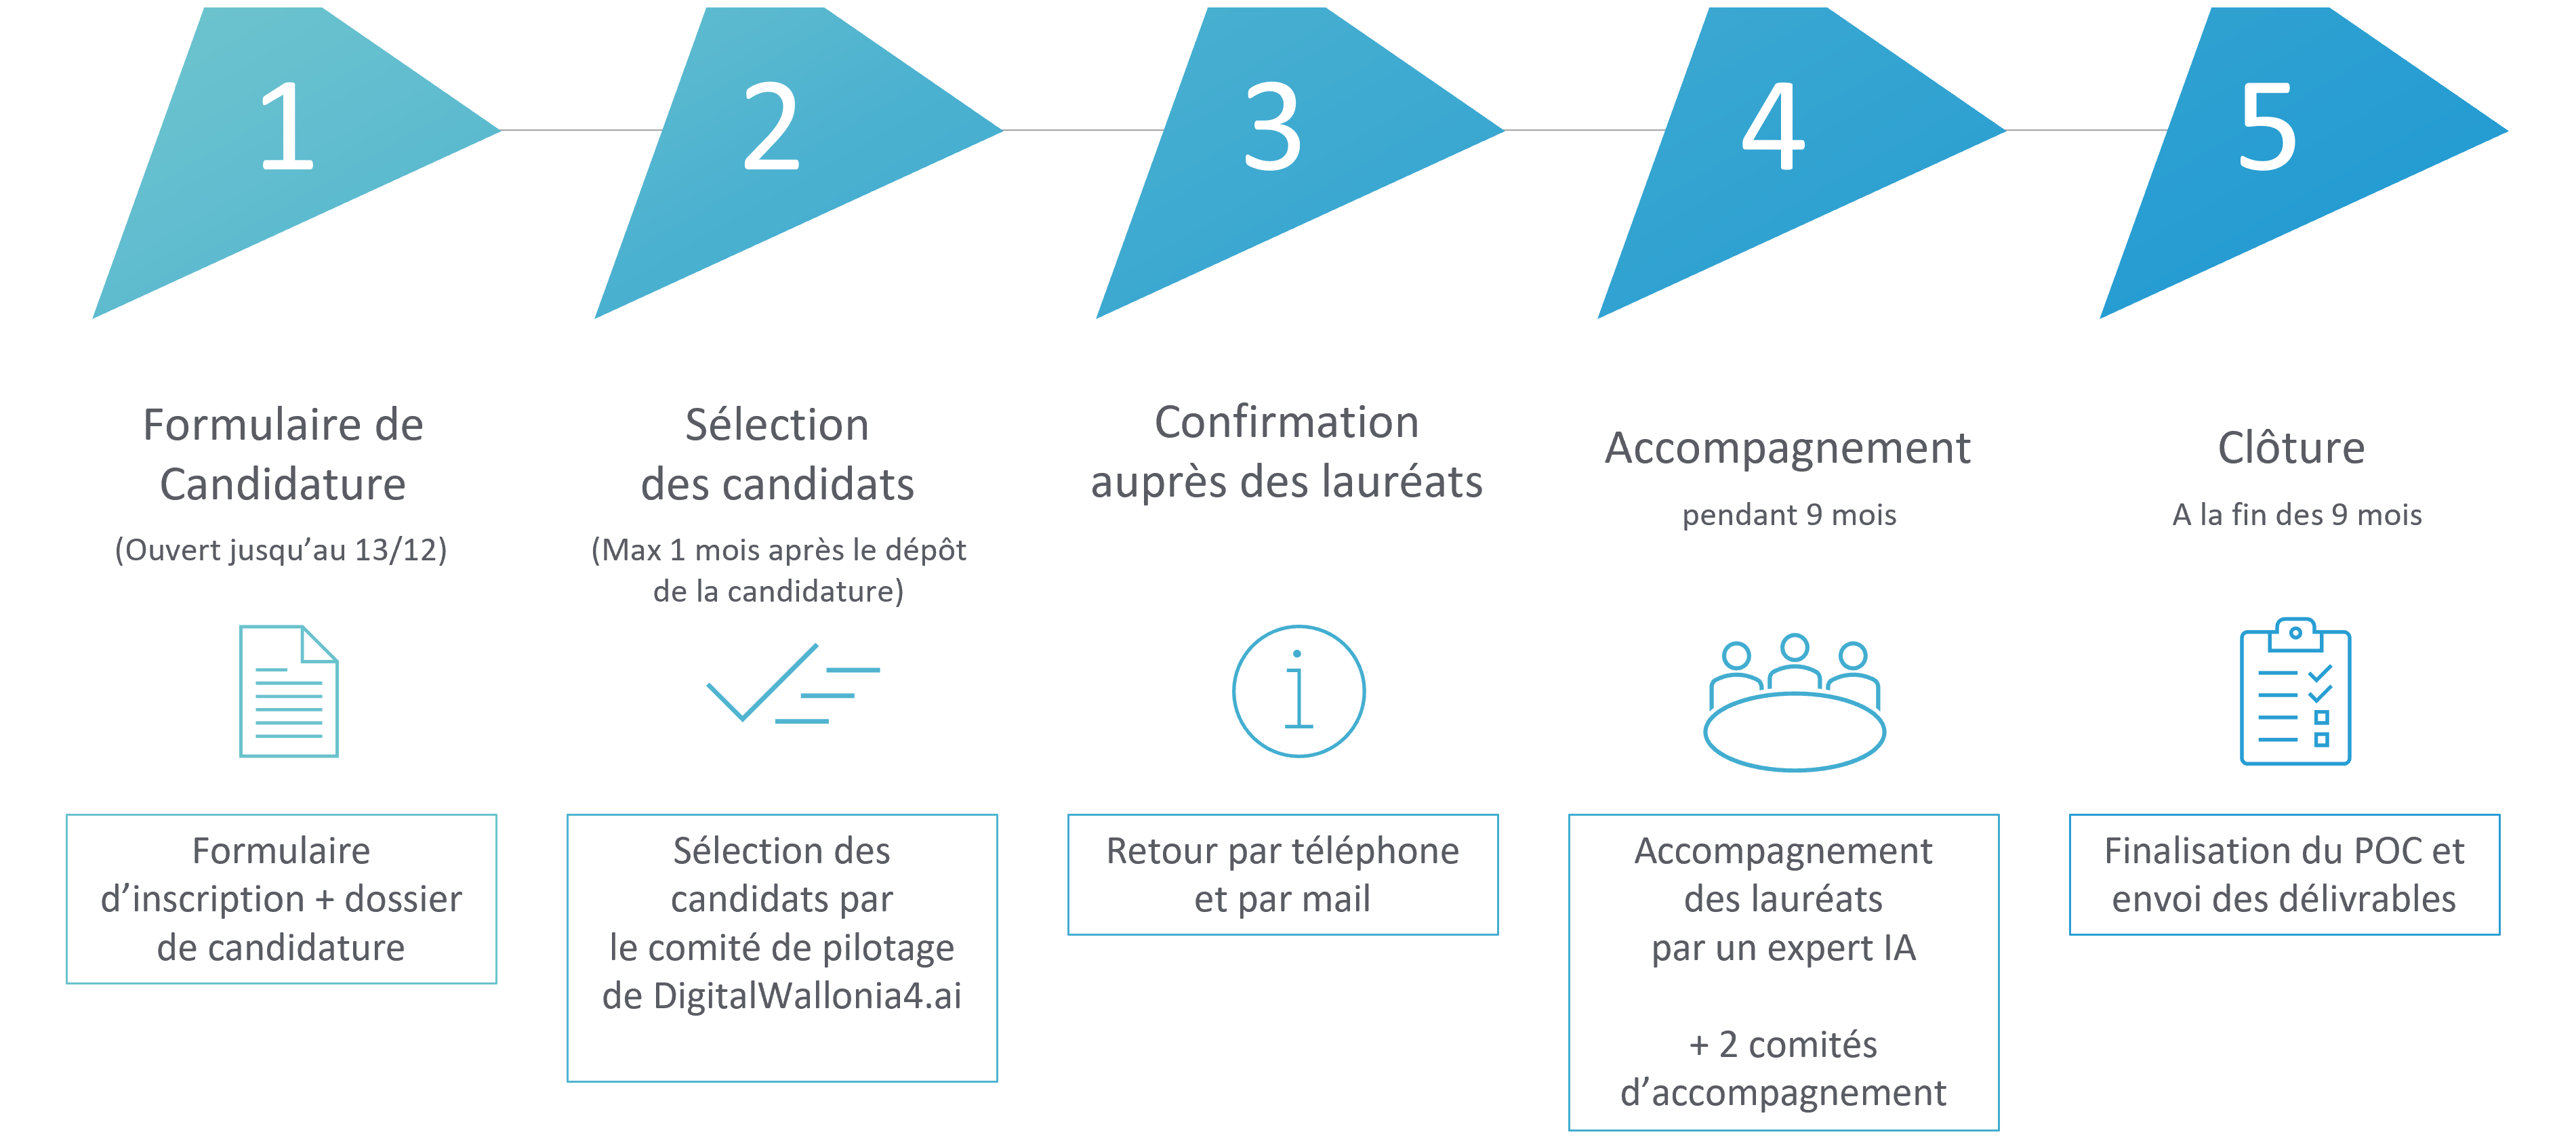 1
2
3
4
5
Formulaire de
Candidature
(Ouvert jusqu’au 13/12)
Sélection
des candidats
(Max 1 mois après le dépôt
de la candidature)
Confirmation
auprès des lauréats
Accompagnement
pendant 9 mois
Clôture
A la fin des 9 mois
Formulaire
d’inscription + dossier
de candidature
Sélection des
candidats par
le comité de pilotage
de DigitalWallonia4.ai
Retour par téléphone
et par mail
Accompagnement
des lauréats
par un expert IA
+ 2 comités
d’accompagnement
Finalisation du POC et
envoi des délivrables